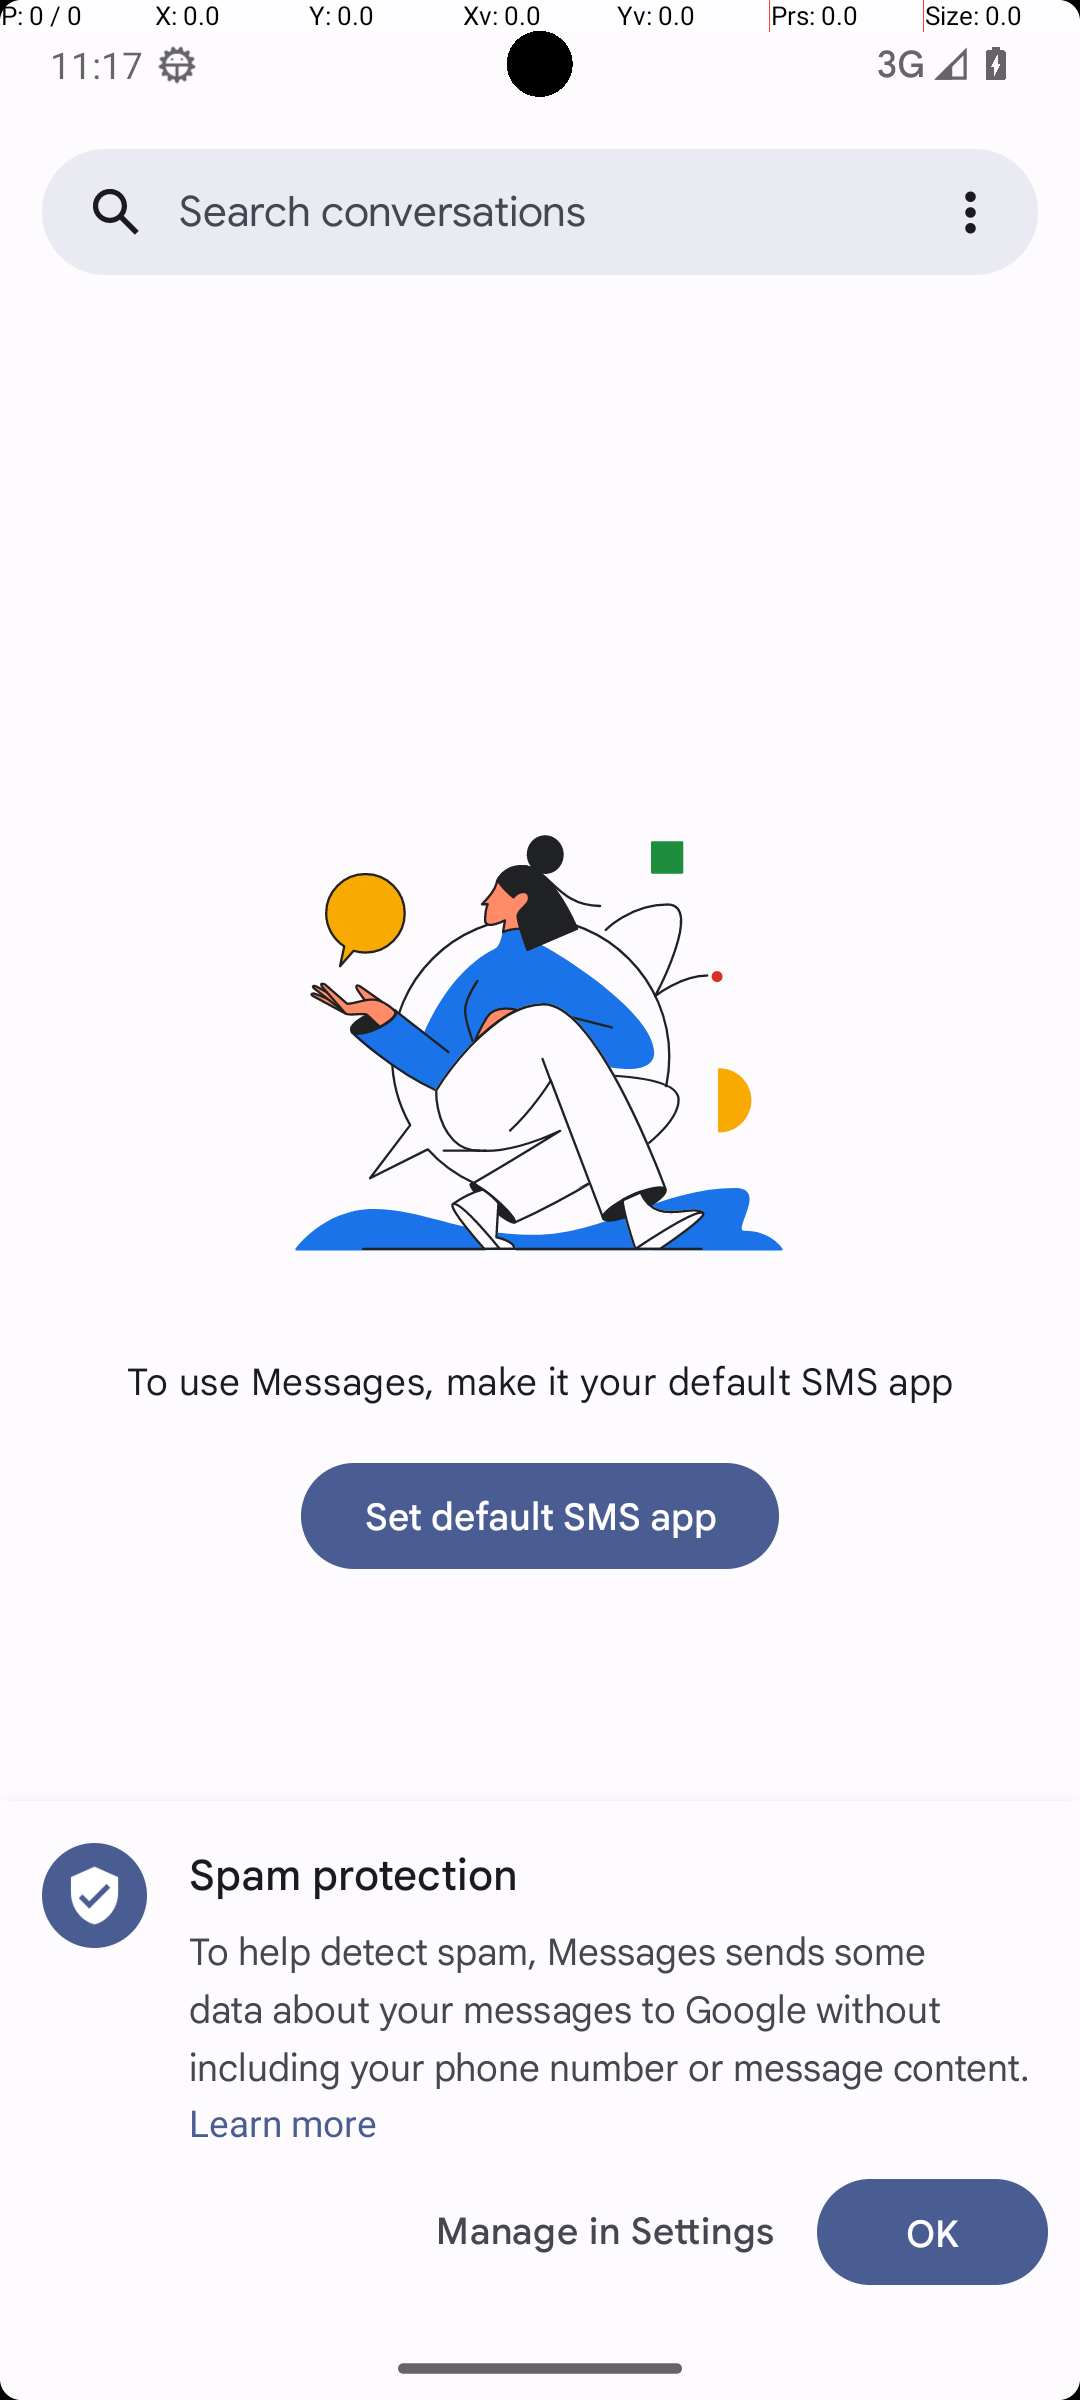 P: 0 / 0 X: 0.0 Y: 0.0 Xv: 0.0 Yv: 0.0 Prs: 0.0 Size: 0.0
11:17 3G
Search conversations
To use Messages, make it your default SMS app
Set default SMS app
Spam protection
To help detect spam, Messages sends some
data about your messages to Google without
including your phone number or message content.
Learn more
Manage in Settings OK